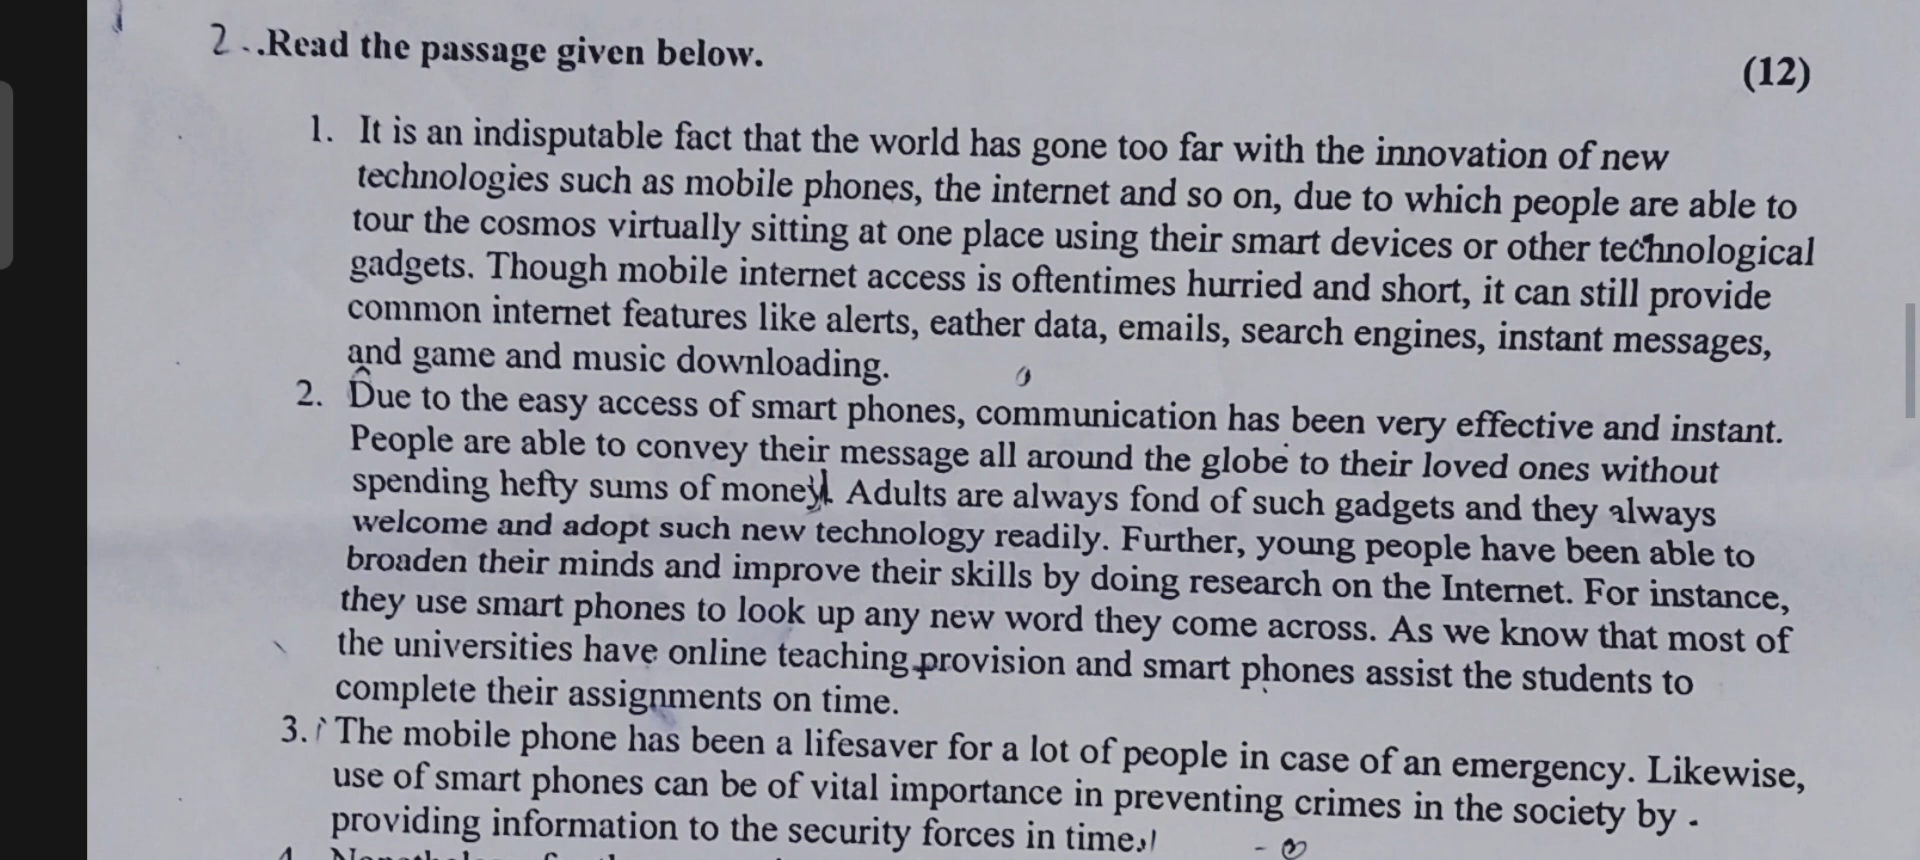 2..Read the passage given below.
(12)
1. It is an indisputable fact that the world has gone too far with the innovation of new
technologies such as mobile phones, the internet and so on, due to which people are able to
tour the cosmos virtually sitting at one place using their smart devices or other technological
gadgets. Though mobile internet access is oftentimes hurried and short, it can still provide
common internet features like alerts, eather data, emails, search engines, instant messages,
and game and music downloading.
2. Due to the easy access of smart phones, communication has been very effective and instant.
People are able to convey their message all around the globe to their loved ones without
spending hefty sums of money. Adults are always fond of such gadgets and they always
welcome and adopt such new technology readily. Further, young people have been able to
broaden their minds and improve their skills by doing research on the Internet. For instance,
they use smart phones to look up any new word they come across. As we know that most of
the universities have online teaching provision and smart phones assist the students to
complete their assignments on time.
3. The mobile phone has been a lifesaver for a lot of people in case of an emergency. Likewise,
use of smart phones can be of vital importance in preventing crimes in the society by
providing information to the security forces in time.